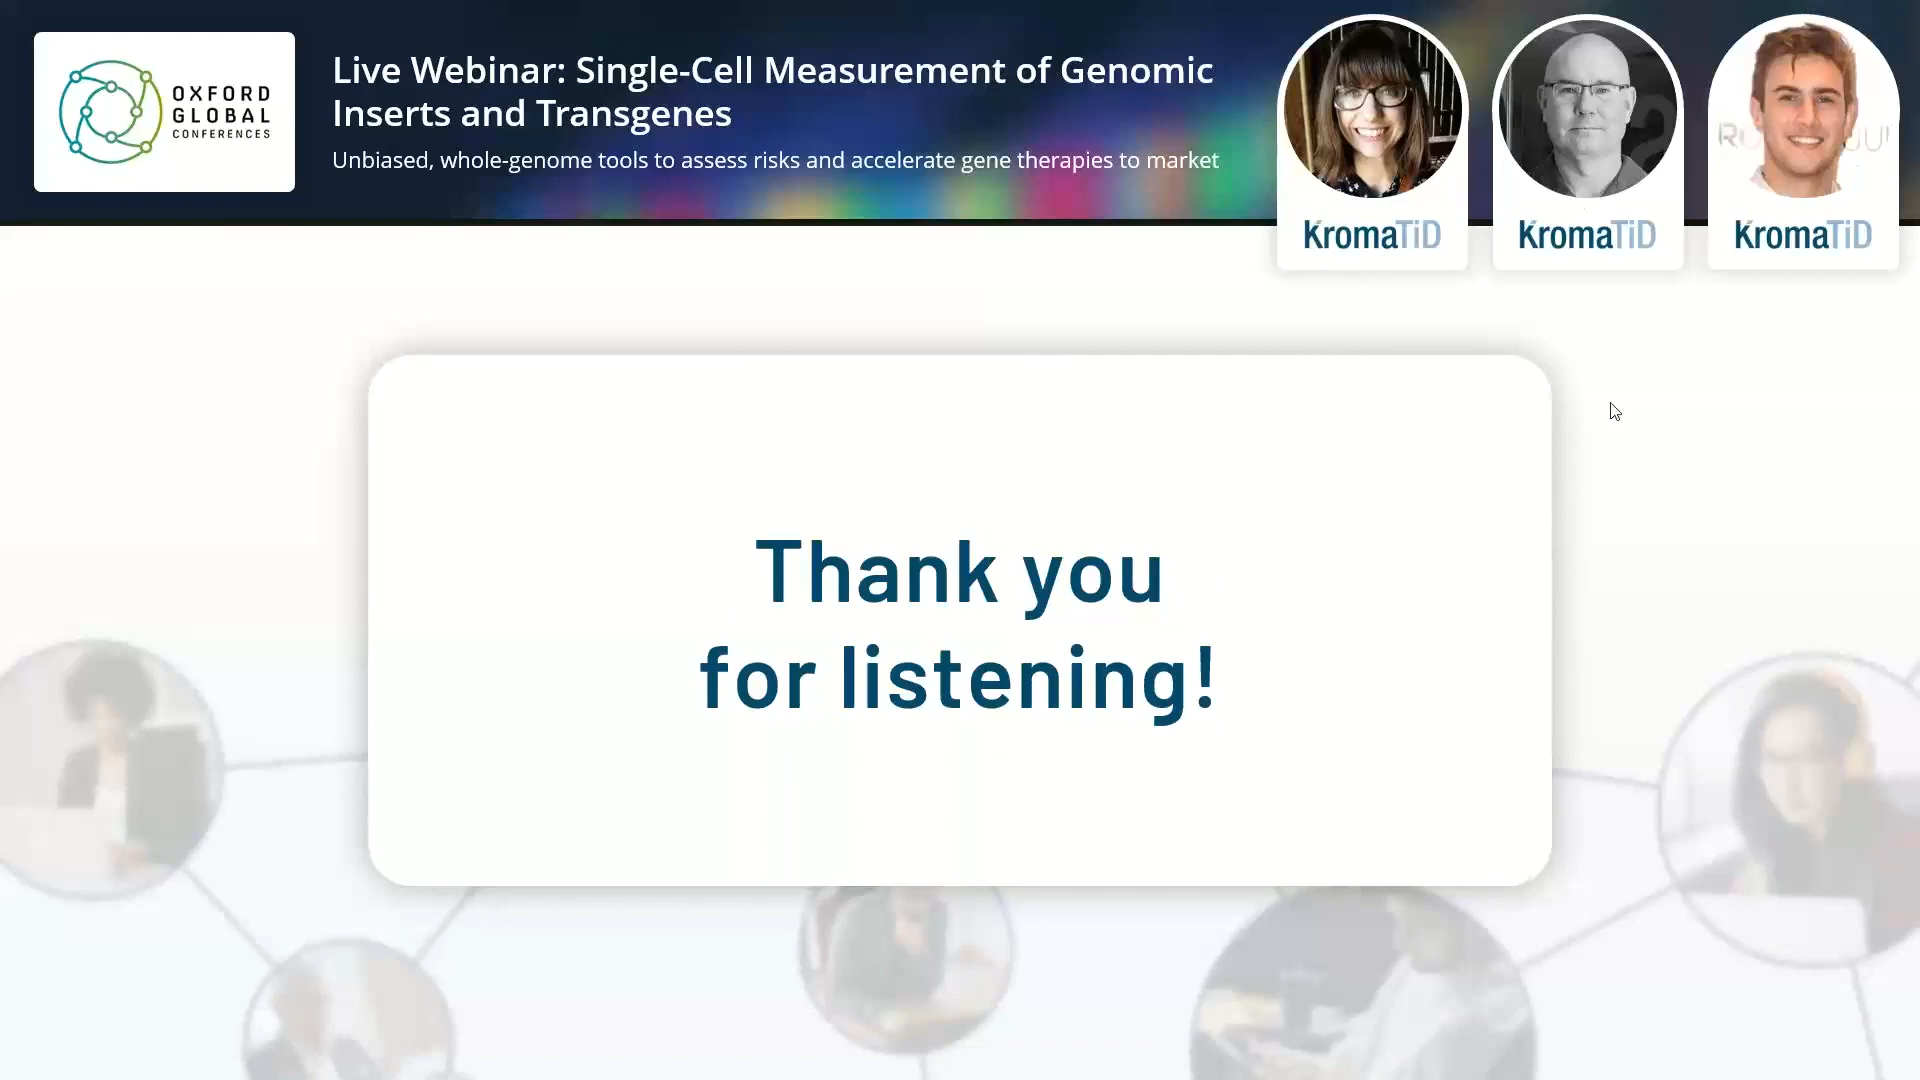 OXFORD
GLOBAL
CONFERENCES
Live Webinar: Single-Cell Measurement of Genomic
Inserts and Transgenes
Unbiased, whole-genome tools to assess risks and accelerate gene therapies to market
KromaTiD
KromaTiD
KromaTiD
Thank you
for listening!